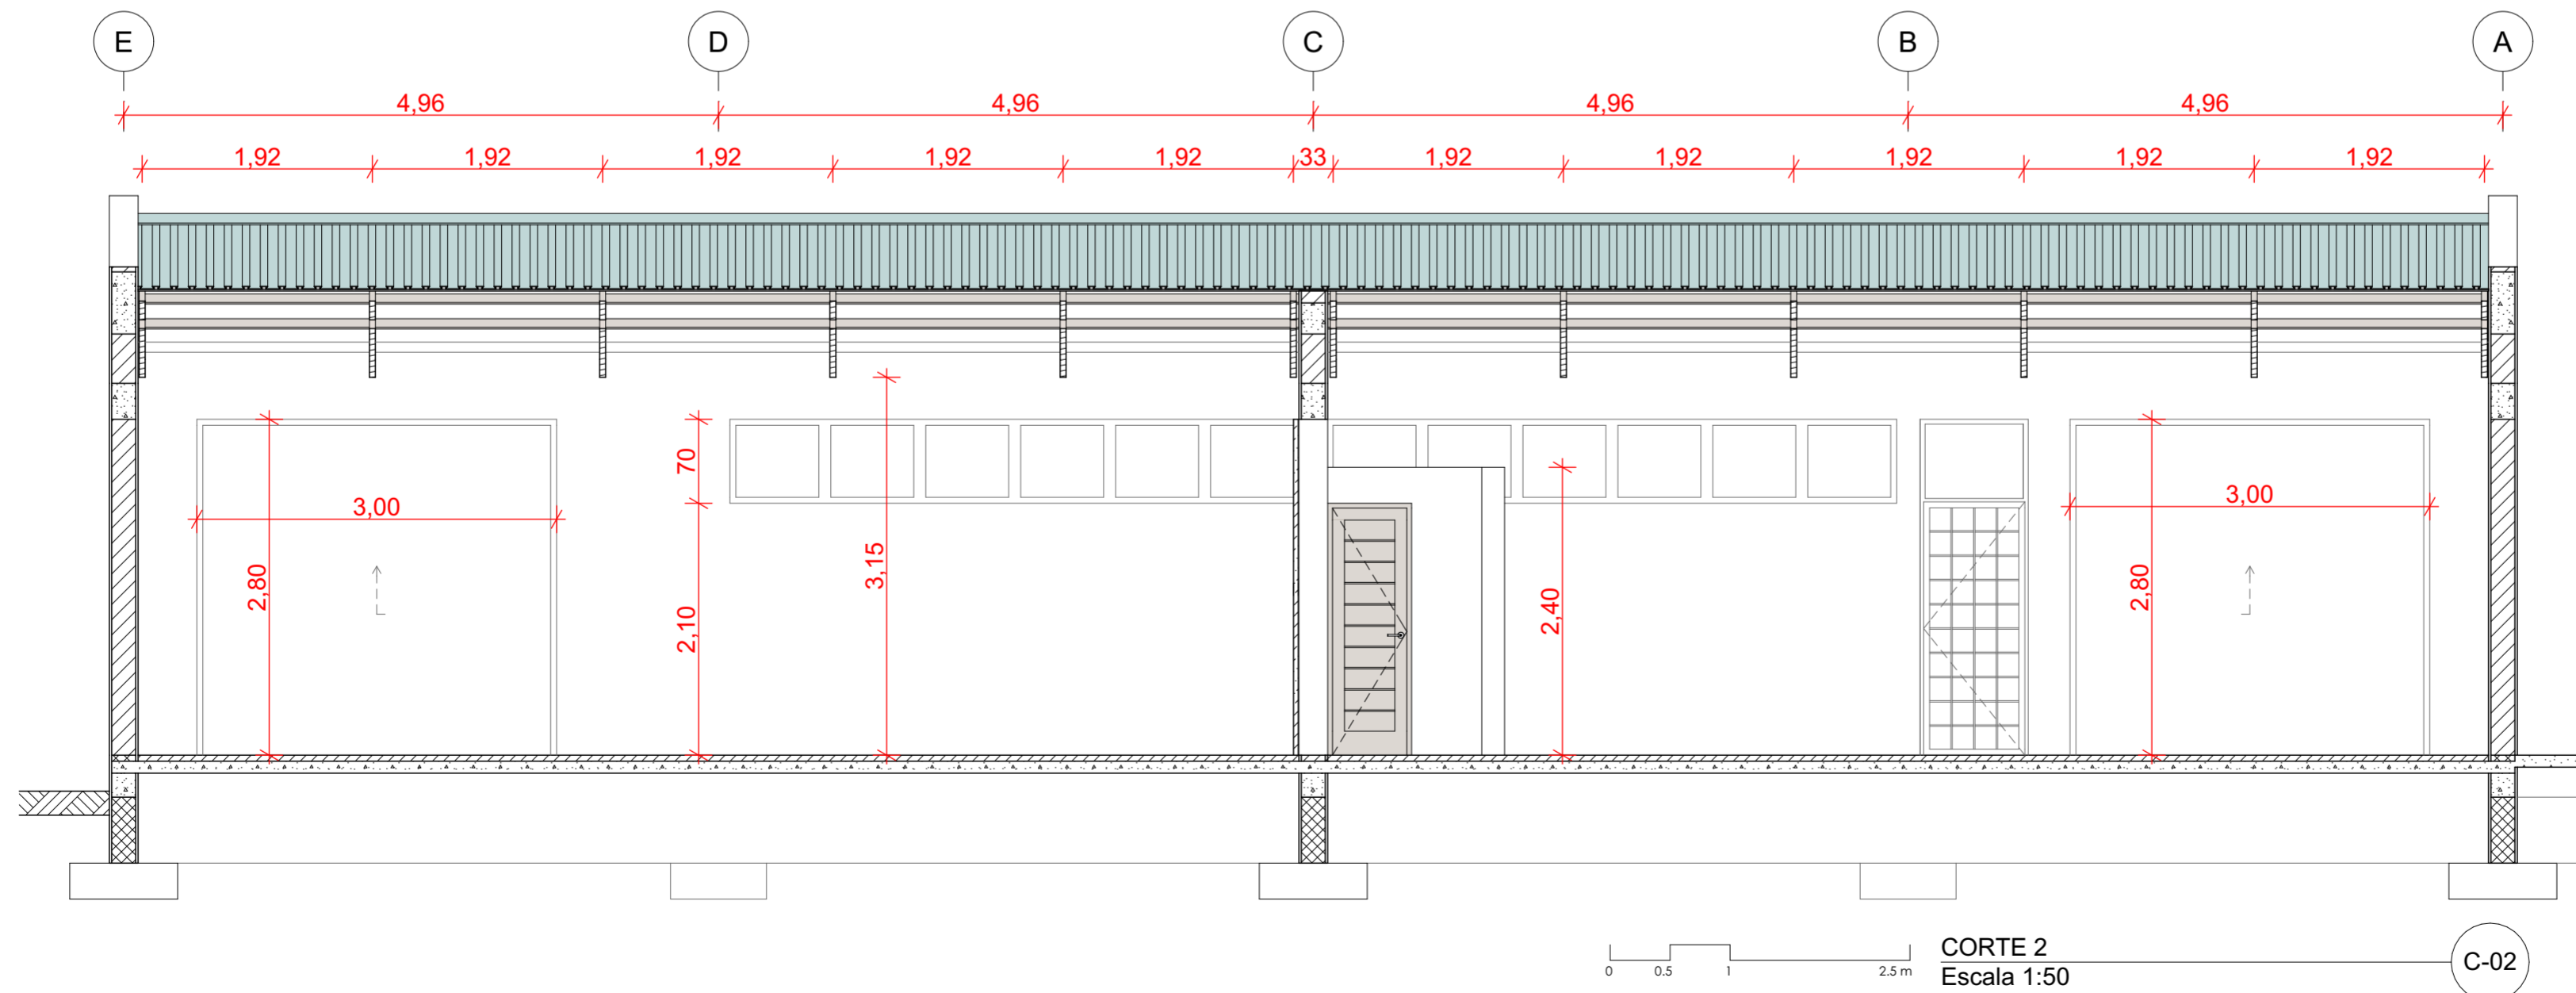 E D C B A
4,96 4,96 4,96 4,96
1,92 1,92 1,92 1,92 1,92 33 1,92 1,92 1,92 1,92 1,92
70
3,00
3,00
2,80
3,15
2,80
2,40
2,10
CORTE 2
0 0.5 1 2.5 m
Escala 1:50
C-02